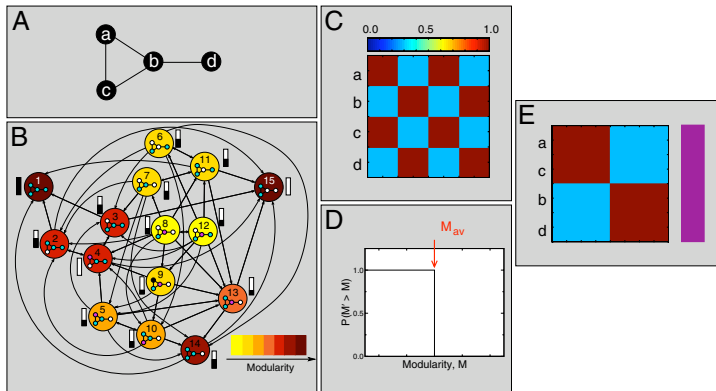 A
a
b
d
c
B
6
1
7
11
15
3
2
8
12
4
9
13
5
10
14
Modularity
C
0.0 0.5 1.0
a
b
c
d
D
M_av
1.0
0.5
0.0
P(M' > M)
Modularity, M
E
a
c
b
d